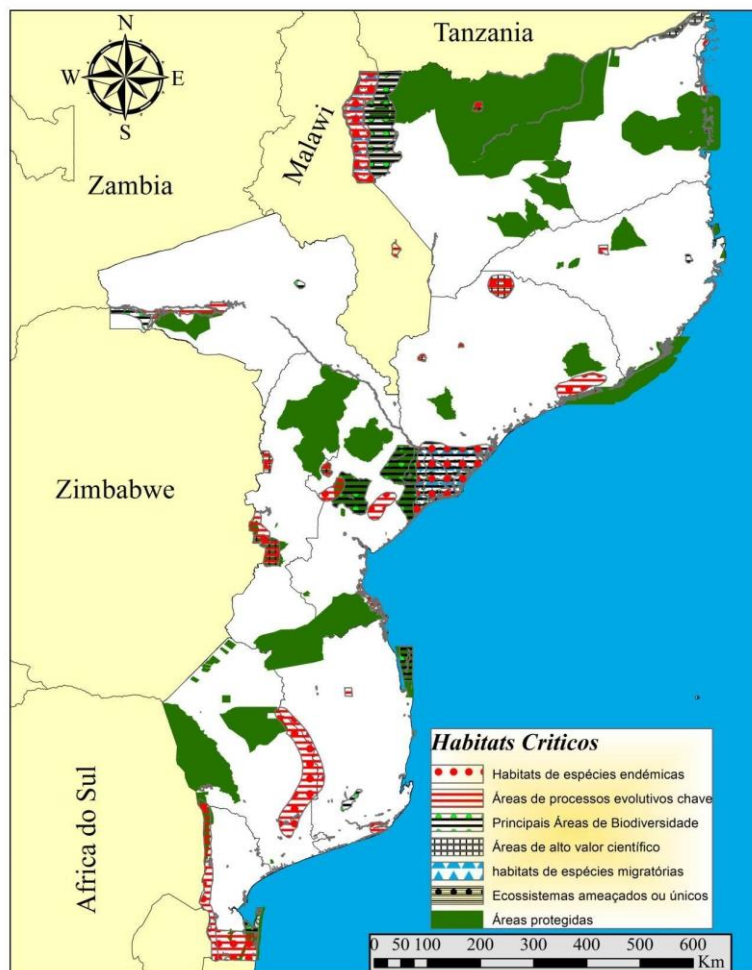 Tanzania
N
W
E
S
Malawi
Zambia
Zimbabwe
Africa do Sul
Habitats Criticos
Habitats de espécies endémicas
Áreas de processos evolutivos chave
Principais Áreas de Biodiversidade
Áreas de alto valor científico
habitats de espécies migratórias
Ecossistemas ameaçados ou únicos
Áreas protegidas
0 50 100 200 300 400 500 600
Km